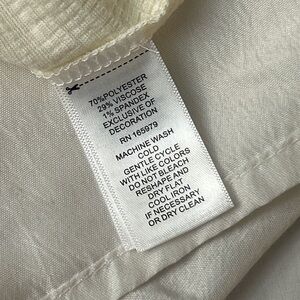 70%POLYESTER
29% VISCOSE
1% SPANDEX
EXCLUSIVE OF
DECORATION
RN 165979
MACHINE WASH
COLD
GENTLE CYCLE
WITH LIKE COLORS
DO NOT BLEACH
RESHAPE AND
DRY FLAT
COOL IRON
IF NECESSARY
OR DRY CLEAN